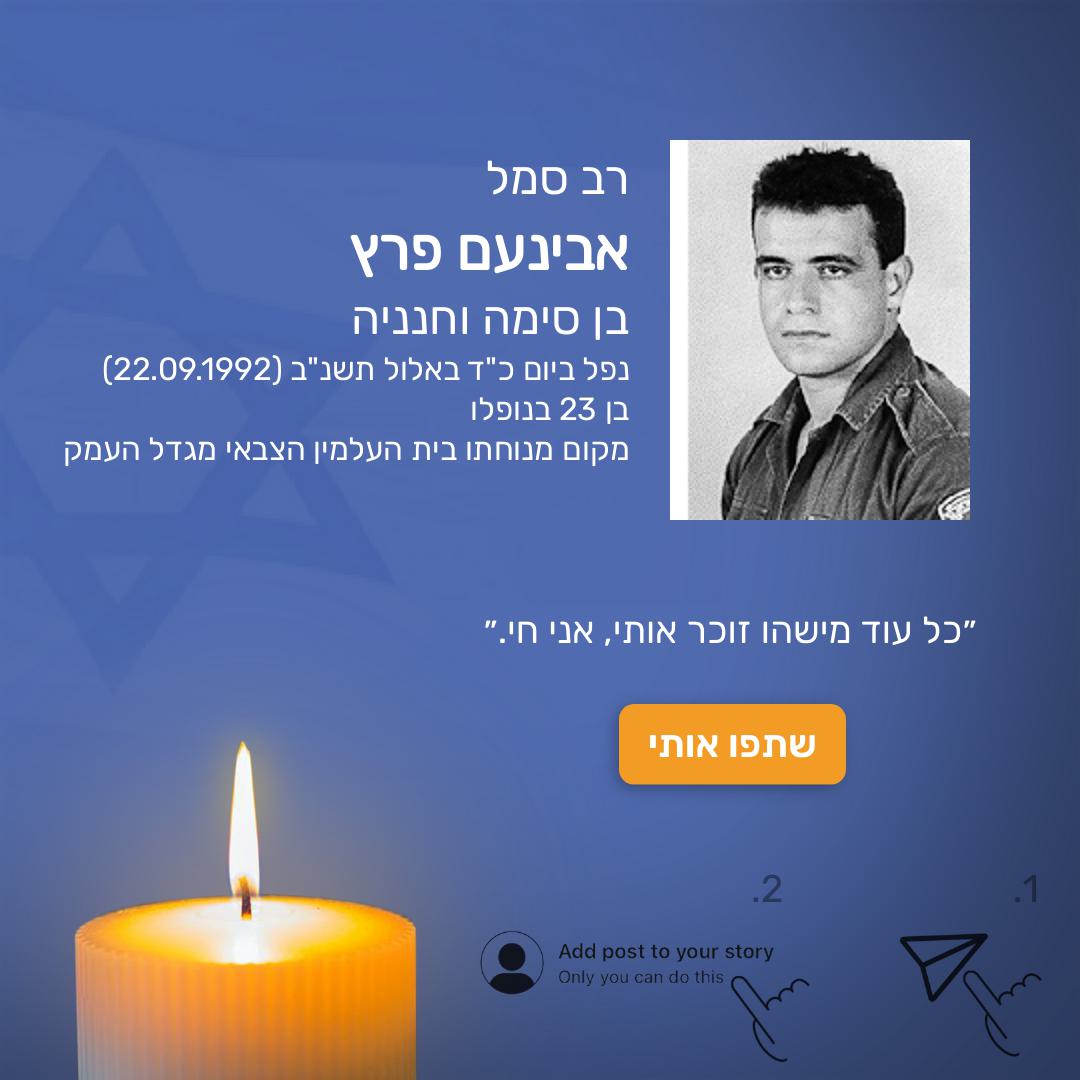 רב סמל
אבינעם פרץ
בן סימה וחנניה
נפל ביום כ"ד באלול תשנ"ב (22.09.1992)
בן 23 בנופלו
מקום מנוחתו בית העלמין הצבאי מגדל העמק
״כל עוד מישהו זוכר אותי, אני חי.״
שתפו אותי
1.
2.
Add post to your story
Only you can do this